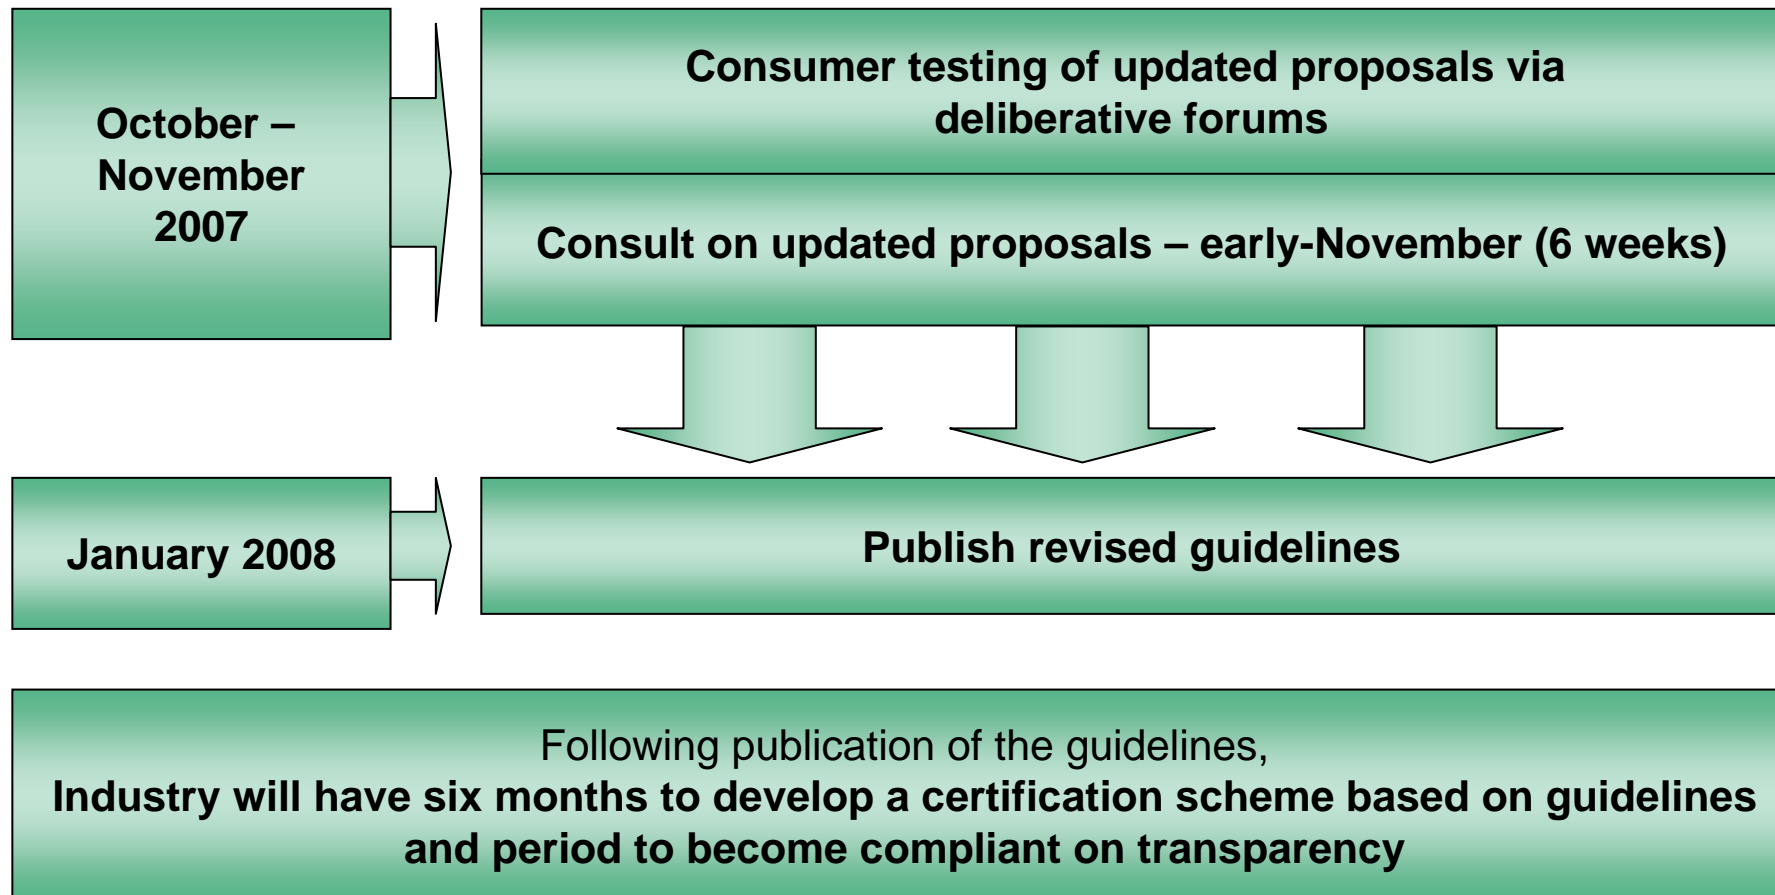 October –
November
2007
Consumer testing of updated proposals via
deliberative forums
Consult on updated proposals – early-November (6 weeks)
January 2008
Publish revised guidelines
Following publication of the guidelines,
Industry will have six months to develop a certification scheme based on guidelines
and period to become compliant on transparency